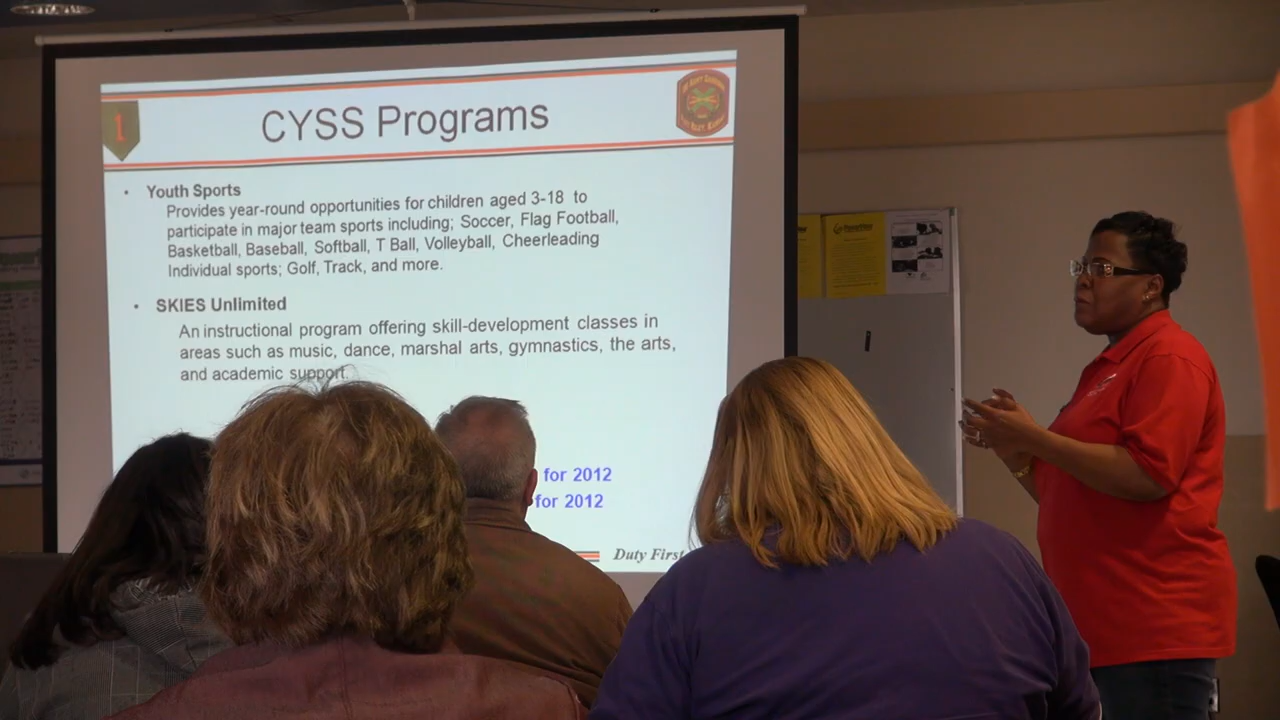 CYSS Programs
1
• Youth Sports
Provides year-round opportunities for children aged 3-18 to
participate in major team sports including; Soccer, Flag Football,
Basketball, Baseball, Softball, T Ball, Volleyball, Cheerleading
Individual sports; Golf, Track, and more.
• SKIES Unlimited
An instructional program offering skill-development classes in
areas such as music, dance, marshal arts, gymnastics, the arts,
and academic support.
for 2012
for 2012
Duty First